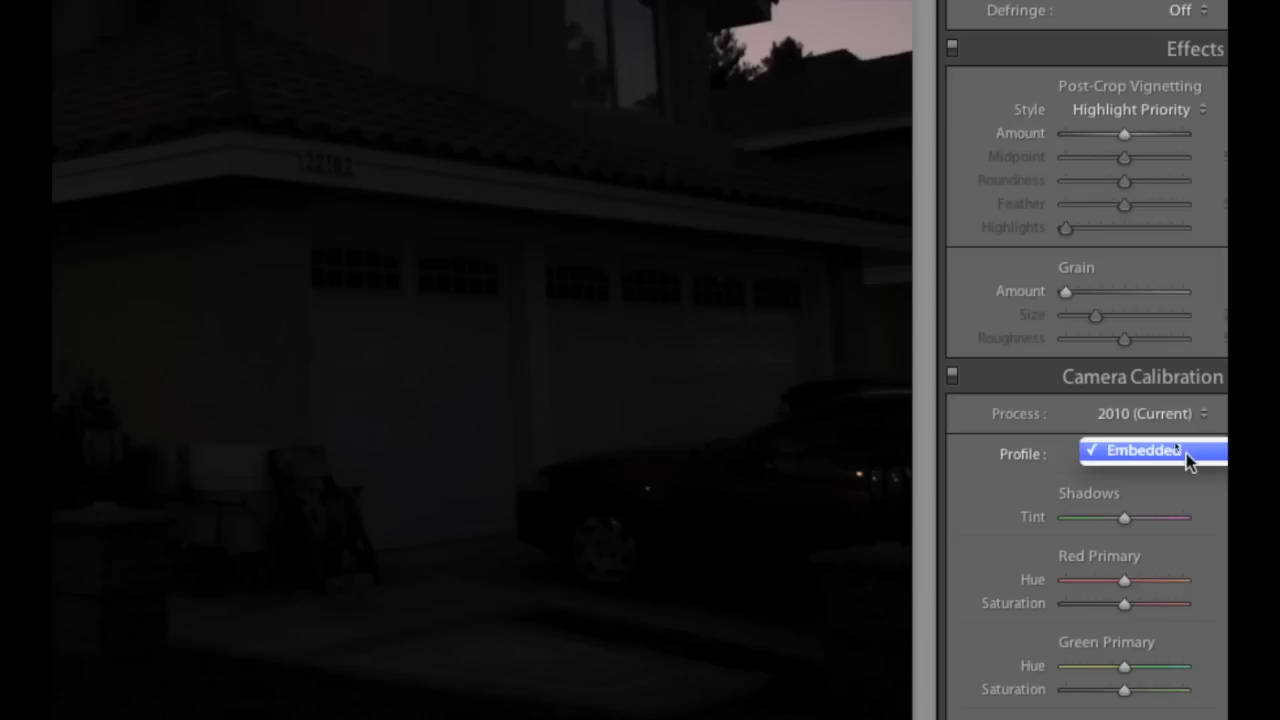 Defringe : Off
Effects
Post-Crop Vignetting
Style Highlight Priority
Amount
Midpoint
Roundness
Feather
Highlights
Grain
Amount
Size
Roughness
Camera Calibration
Process : 2010 (Current)
Profile : ✓ Embedded
Shadows
Tint
Red Primary
Hue
Saturation
Green Primary
Hue
Saturation